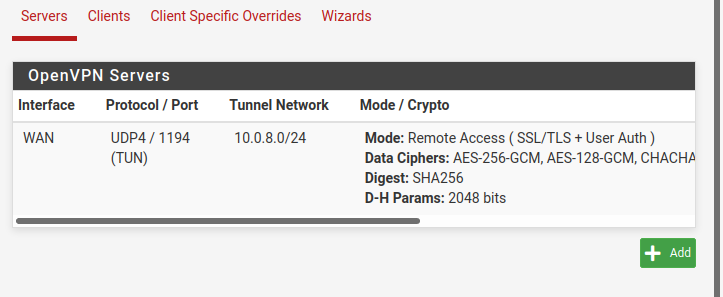 Servers Clients Client Specific Overrides Wizards
OpenVPN Servers
Interface Protocol / Port Tunnel Network Mode / Crypto
WAN UDP4 / 1194 10.0.8.0/24 Mode: Remote Access ( SSL/TLS + User Auth )
(TUN) Data Ciphers: AES-256-GCM, AES-128-GCM, CHACHA
Digest: SHA256
D-H Params: 2048 bits
Add